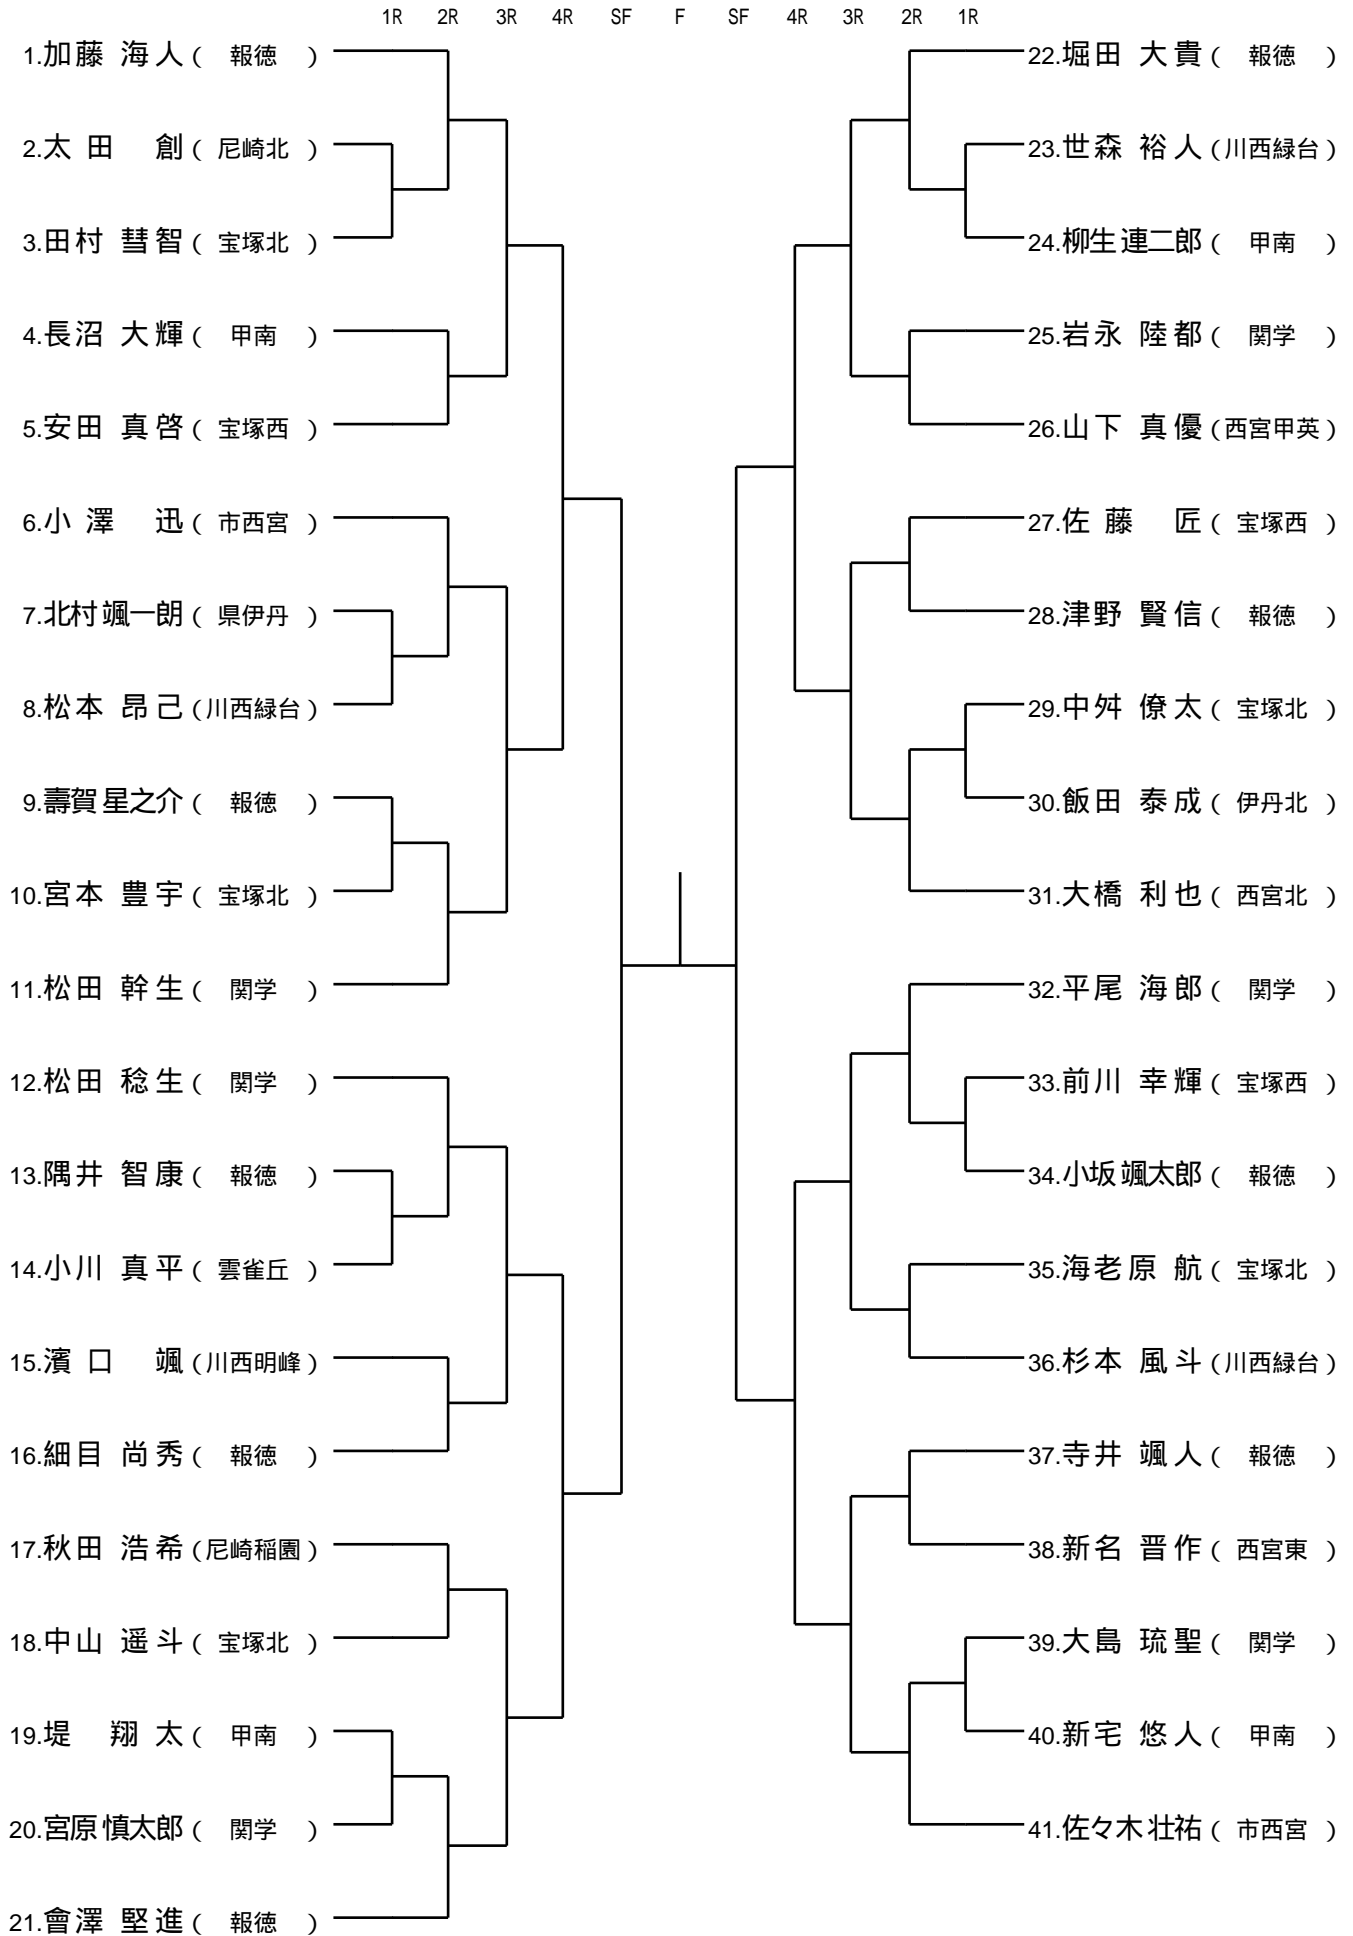 1R 2R 3R 4R SF F SF 4R 3R 2R 1R
1.加藤 海人 ( 報徳 )
2.太田 創 ( 尼崎北 )
3.田村 彗智 ( 宝塚北 )
4.長沼 大輝 ( 甲南 )
5.安田 真啓 ( 宝塚西 )
6.小澤 迅 ( 市西宮 )
7.北村 颯一朗 ( 県伊丹 )
8.松本 昂己 (川西緑台)
9.壽賀 星之介 ( 報徳 )
10.宮本 豊宇 ( 宝塚北 )
11.松田 幹生 ( 関学 )
12.松田 稔生 ( 関学 )
13.隅井 智康 ( 報徳 )
14.小川 真平 ( 雲雀丘 )
15.濱口 颯 (川西明峰)
16.細目 尚秀 ( 報徳 )
17.秋田 浩希 (尼崎稲園)
18.中山 遥斗 ( 宝塚北 )
19.堤 翔太 ( 甲南 )
20.宮原 慎太郎 ( 関学 )
21.會澤 堅進 ( 報徳 )
22.堀田 大貴 ( 報徳 )
23.世森 裕人 (川西緑台)
24.柳生 連二郎 ( 甲南 )
25.岩永 陸都 ( 関学 )
26.山下 真優 (西宮甲英)
27.佐藤 匠 ( 宝塚西 )
28.津野 賢信 ( 報徳 )
29.中舛 僚太 ( 宝塚北 )
30.飯田 泰成 ( 伊丹北 )
31.大橋 利也 ( 西宮北 )
32.平尾 海郎 ( 関学 )
33.前川 幸輝 ( 宝塚西 )
34.小坂 颯太郎 ( 報徳 )
35.海老原 航 ( 宝塚北 )
36.杉本 風斗 (川西緑台)
37.寺井 颯人 ( 報徳 )
38.新名 晋作 ( 西宮東 )
39.大島 琉聖 ( 関学 )
40.新宅 悠人 ( 甲南 )
41.佐々木 壮祐 ( 市西宮 )